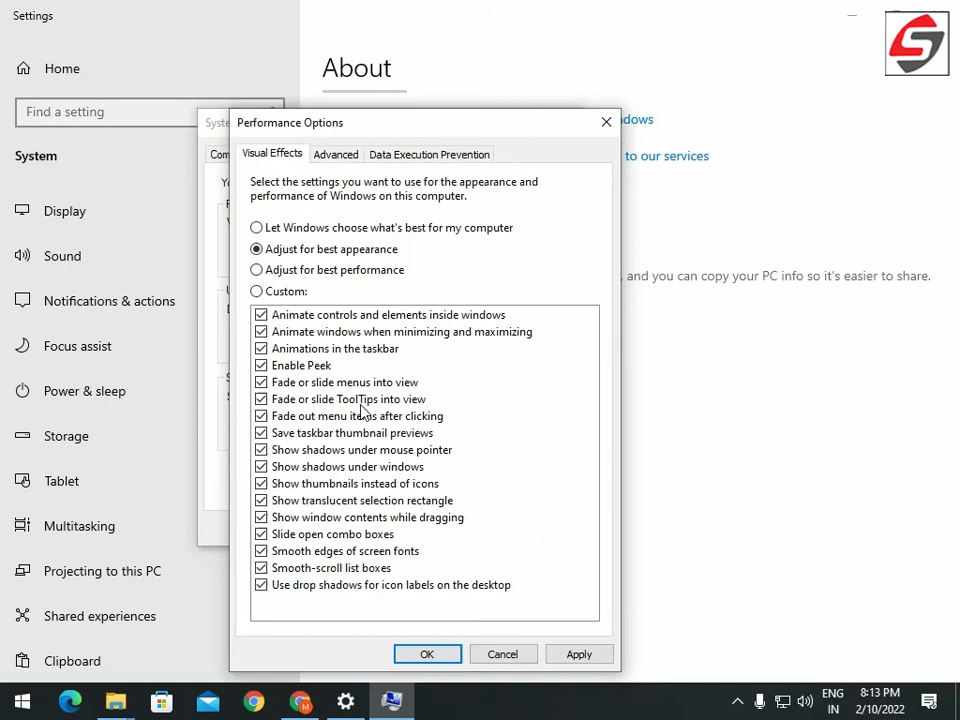 Settings
Home
About
Find a setting
System
Display
Sound
Notifications & actions
Focus assist
Power & sleep
Storage
Tablet
Multitasking
Projecting to this PC
Shared experiences
Clipboard
to our services
, and you can copy your PC info so it's easier to share.
Performance Options
Visual Effects
Advanced
Data Execution Prevention
Select the settings you want to use for the appearance and
performance of Windows on this computer.
Let Windows choose what's best for my computer
Adjust for best appearance
Adjust for best performance
Custom:
Animate controls and elements inside windows
Animate windows when minimizing and maximizing
Animations in the taskbar
Enable Peek
Fade or slide menus into view
Fade or slide ToolTips into view
Fade out menu items after clicking
Save taskbar thumbnail previews
Show shadows under mouse pointer
Show shadows under windows
Show thumbnails instead of icons
Show translucent selection rectangle
Show window contents while dragging
Slide open combo boxes
Smooth edges of screen fonts
Smooth-scroll list boxes
Use drop shadows for icon labels on the desktop
OK
Cancel
Apply
ENG
IN
8:13 PM
2/10/2022